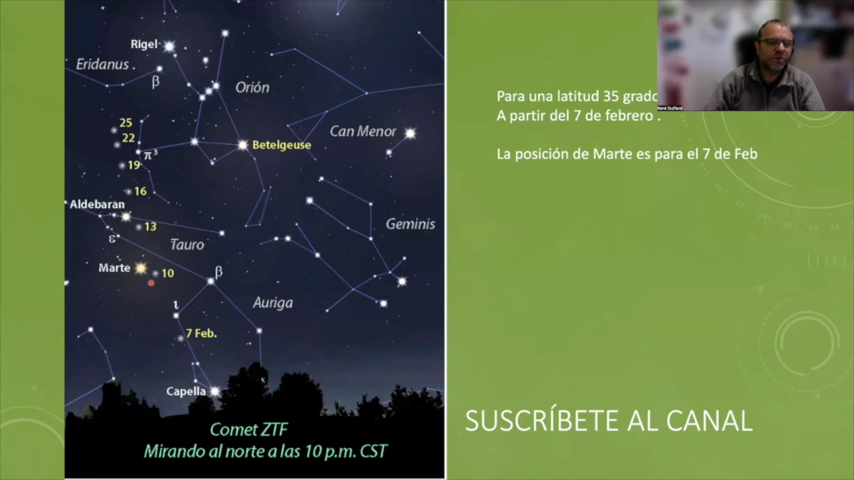 Rigel
Eridanus
β
Orión
25
Can Menor
22
Betelgeuse
π³
19
16
Aldebaran
13
Geminis
ε
Tauro
Marte
10
β
ι
Auriga
7 Feb.
Capella
Comet ZTF
Mirando al norte a las 10 p.m. CST
Para una latitud 35
A partir del 7 de febrero .
La posición de Marte es para el 7 de Feb
SUSCRÍBETE AL CANAL